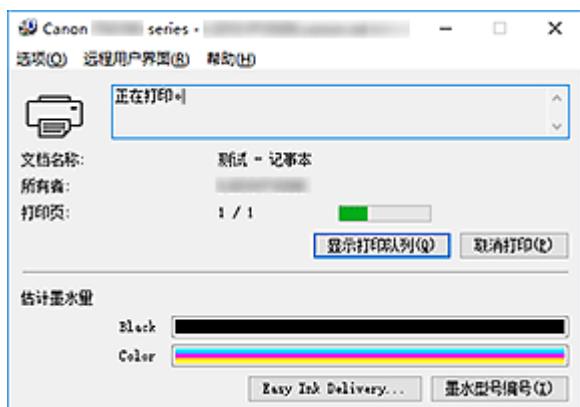 Canon series -
选项(O) 远程用户界面(R) 帮助(H)
正在打印。
文档名称: 测试 - 记事本
所有者:
打印页: 1 / 1
显示打印队列(Q) 取消打印(P)
估计墨水量
Black
Color
Easy Ink Delivery... 墨水型号编号(I)